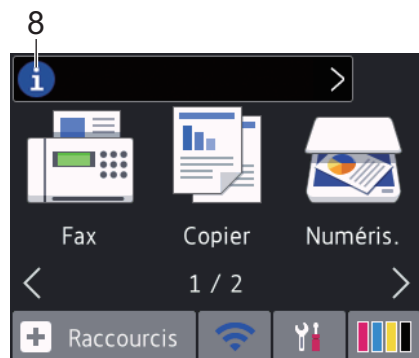 8
i
Fax Copier Numéris.
1 / 2
Raccourcis